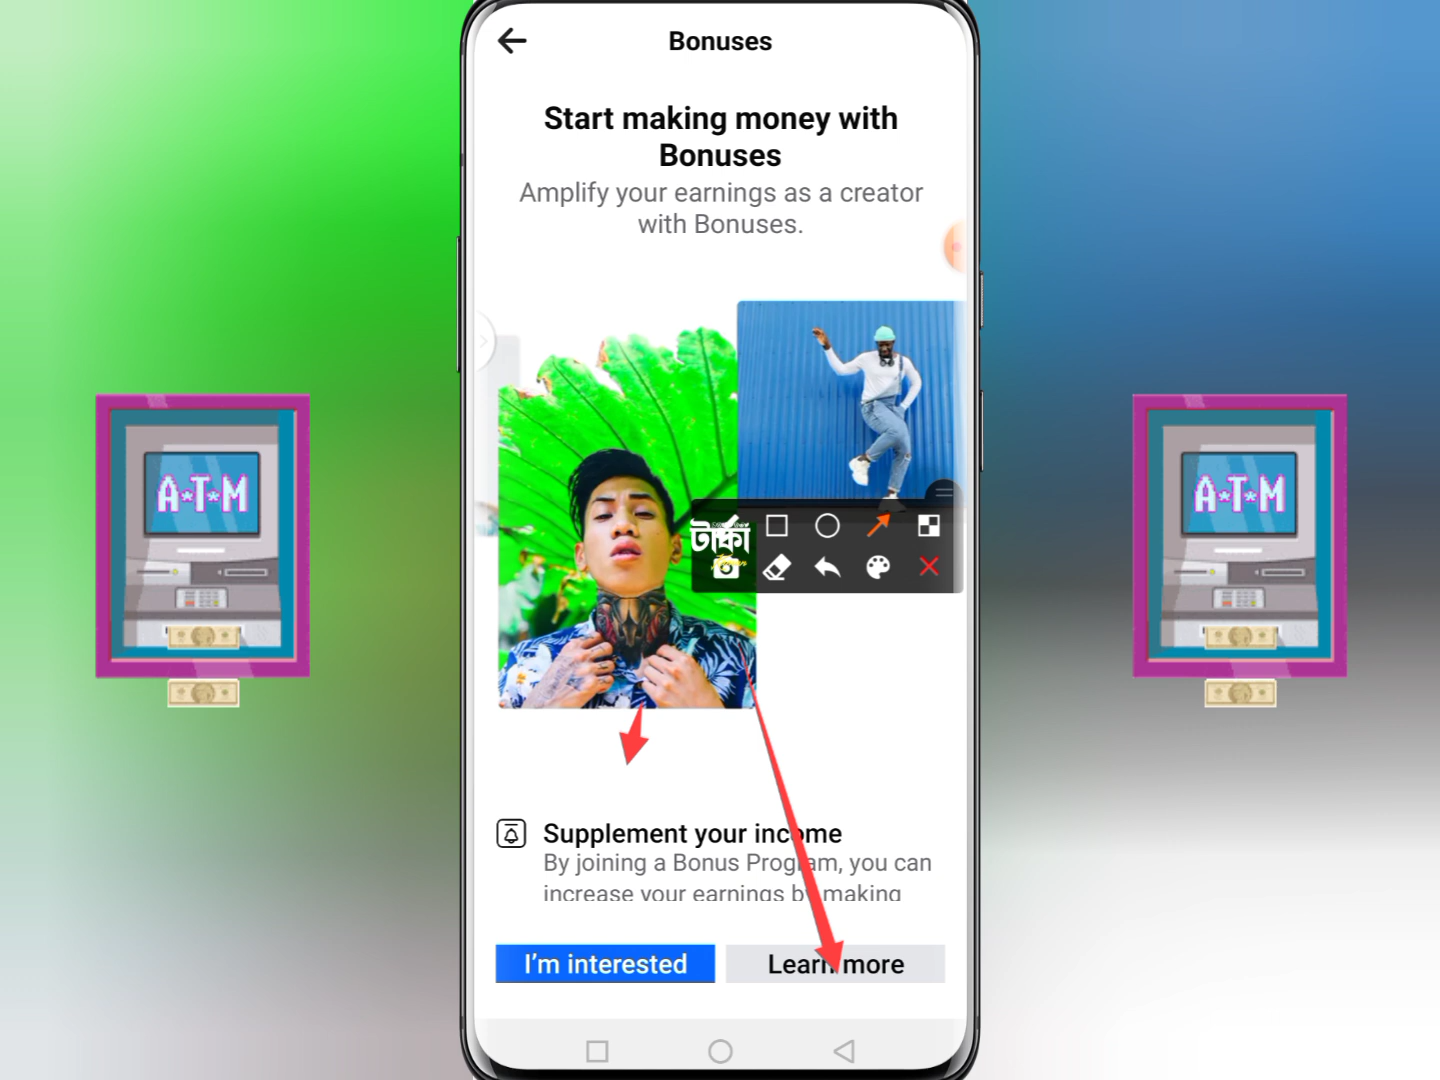 Bonuses
Start making money with
Bonuses
Amplify your earnings as a creator
with Bonuses.
A*T*M
A*T*M
টাকা
Supplement your income
By joining a Bonus Program, you can
increase your earnings by making
I'm interested
Learn more